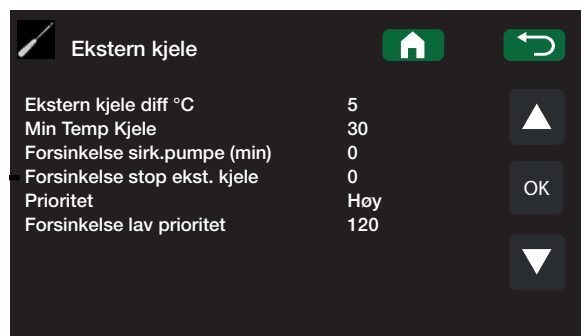 Ekstern kjele
Ekstern kjele diff °C 5
Min Temp Kjele 30
Forsinkelse sirk.pumpe (min) 0
Forsinkelse stop ekst. kjele 0
Prioritet Høy
Forsinkelse lav prioritet 120
OK